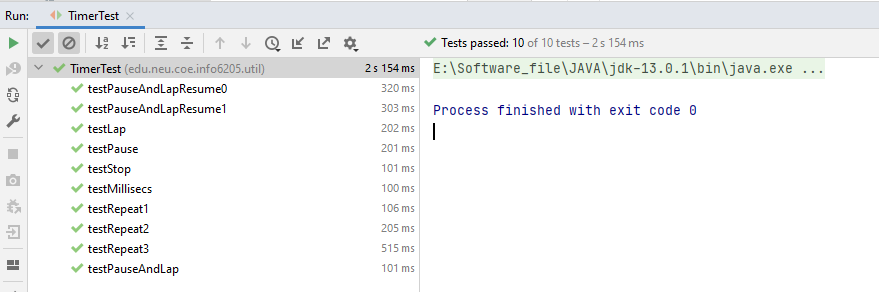 Run: TimerTest
Tests passed: 10 of 10 tests – 2 s 154 ms
TimerTest (edu.neu.coe.info6205.util) 2 s 154 ms
testPauseAndLapResume0 320 ms
testPauseAndLapResume1 303 ms
testLap 202 ms
testPause 201 ms
testStop 101 ms
testMillisecs 100 ms
testRepeat1 106 ms
testRepeat2 205 ms
testRepeat3 515 ms
testPauseAndLap 101 ms
E:\Software_file\JAVA\jdk-13.0.1\bin\java.exe ...
Process finished with exit code 0